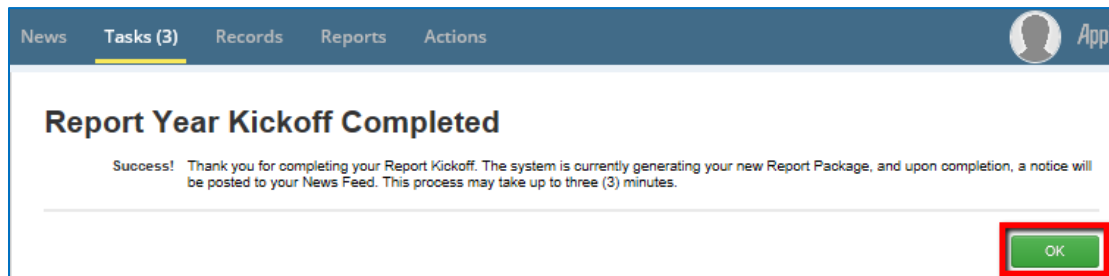 News Tasks (3) Records Reports Actions App
Report Year Kickoff Completed
Success! Thank you for completing your Report Kickoff. The system is currently generating your new Report Package, and upon completion, a notice will
be posted to your News Feed. This process may take up to three (3) minutes.
OK